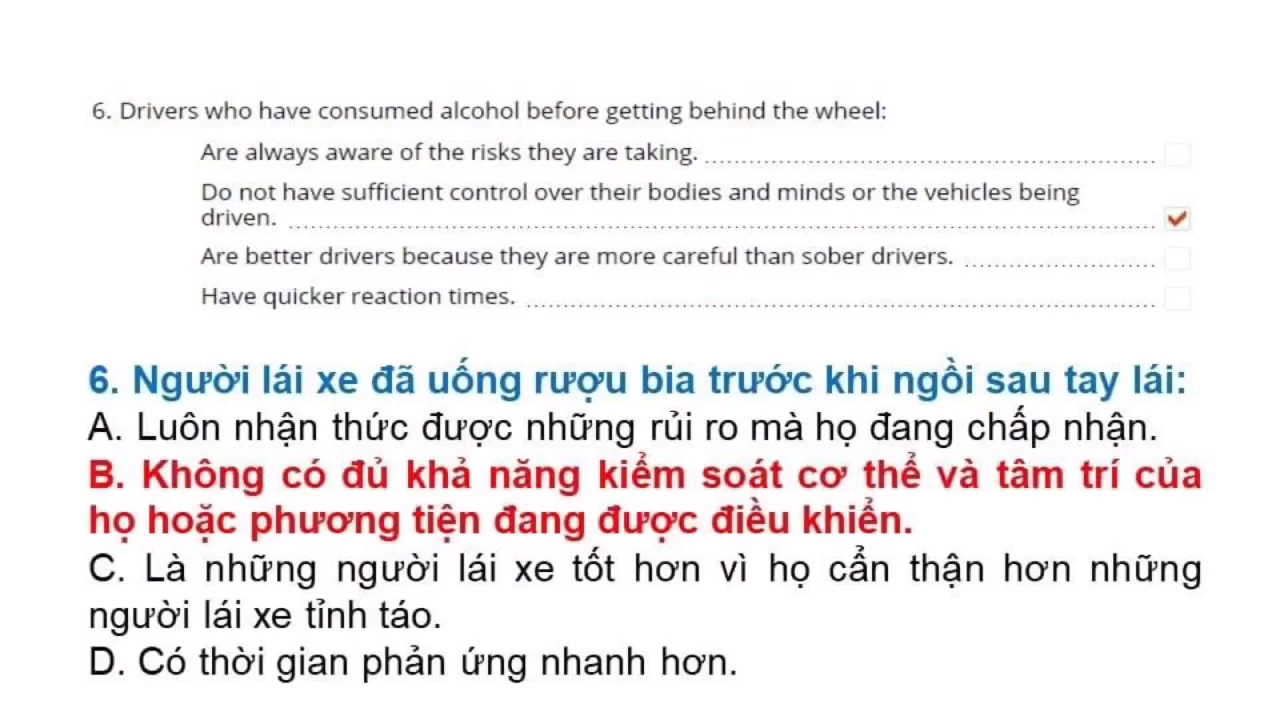 6. Drivers who have consumed alcohol before getting behind the wheel:
Are always aware of the risks they are taking.
Do not have sufficient control over their bodies and minds or the vehicles being
driven.
Are better drivers because they are more careful than sober drivers.
Have quicker reaction times.
6. Người lái xe đã uống rượu bia trước khi ngồi sau tay lái:
A. Luôn nhận thức được những rủi ro mà họ đang chấp nhận.
B. Không có đủ khả năng kiểm soát cơ thể và tâm trí của
họ hoặc phương tiện đang được điều khiển.
C. Là những người lái xe tốt hơn vì họ cẩn thận hơn những
người lái xe tỉnh táo.
D. Có thời gian phản ứng nhanh hơn.